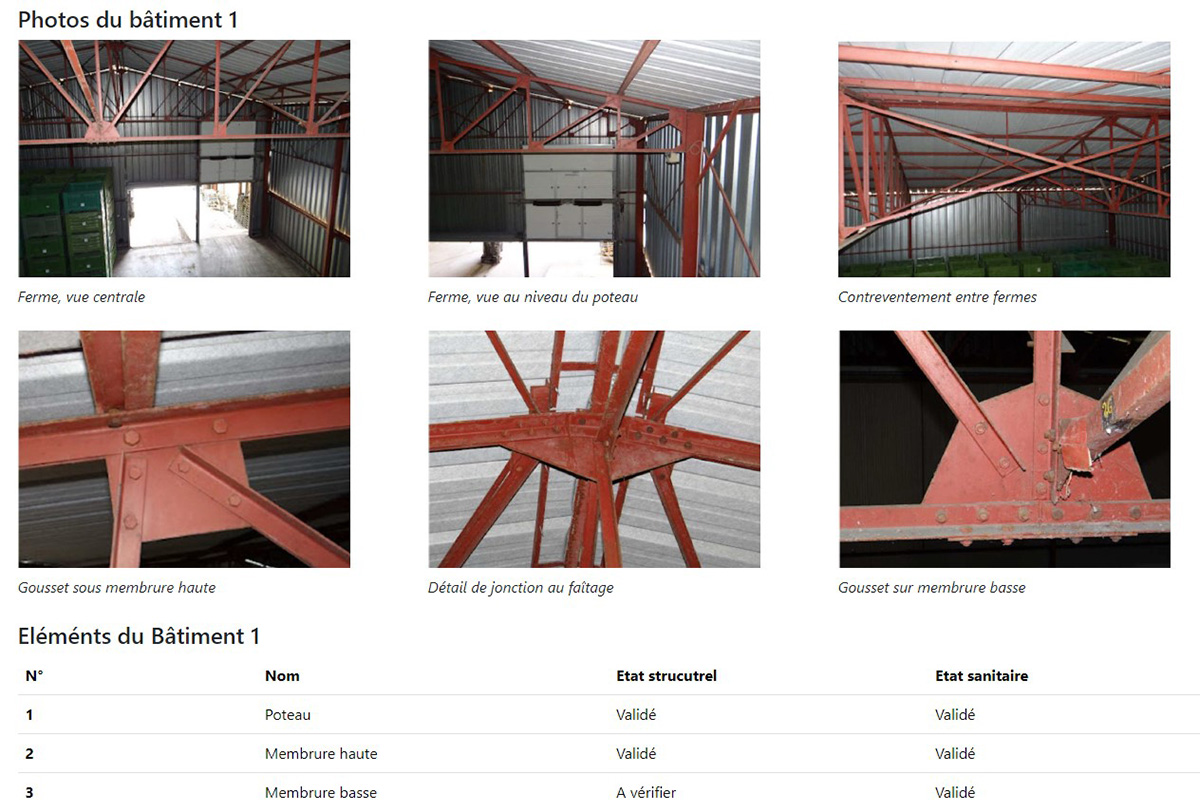 Photos du bâtiment 1
Ferme, vue centrale
Ferme, vue au niveau du poteau
Contreventement entre fermes
Gousset sous membrure haute
Détail de jonction au faîtage
Gousset sur membrure basse
Eléménts du Bâtiment 1
N° Nom Etat strucutrel Etat sanitaire
1 Poteau Validé Validé
2 Membrure haute Validé Validé
3 Membrure basse A vérifier Validé